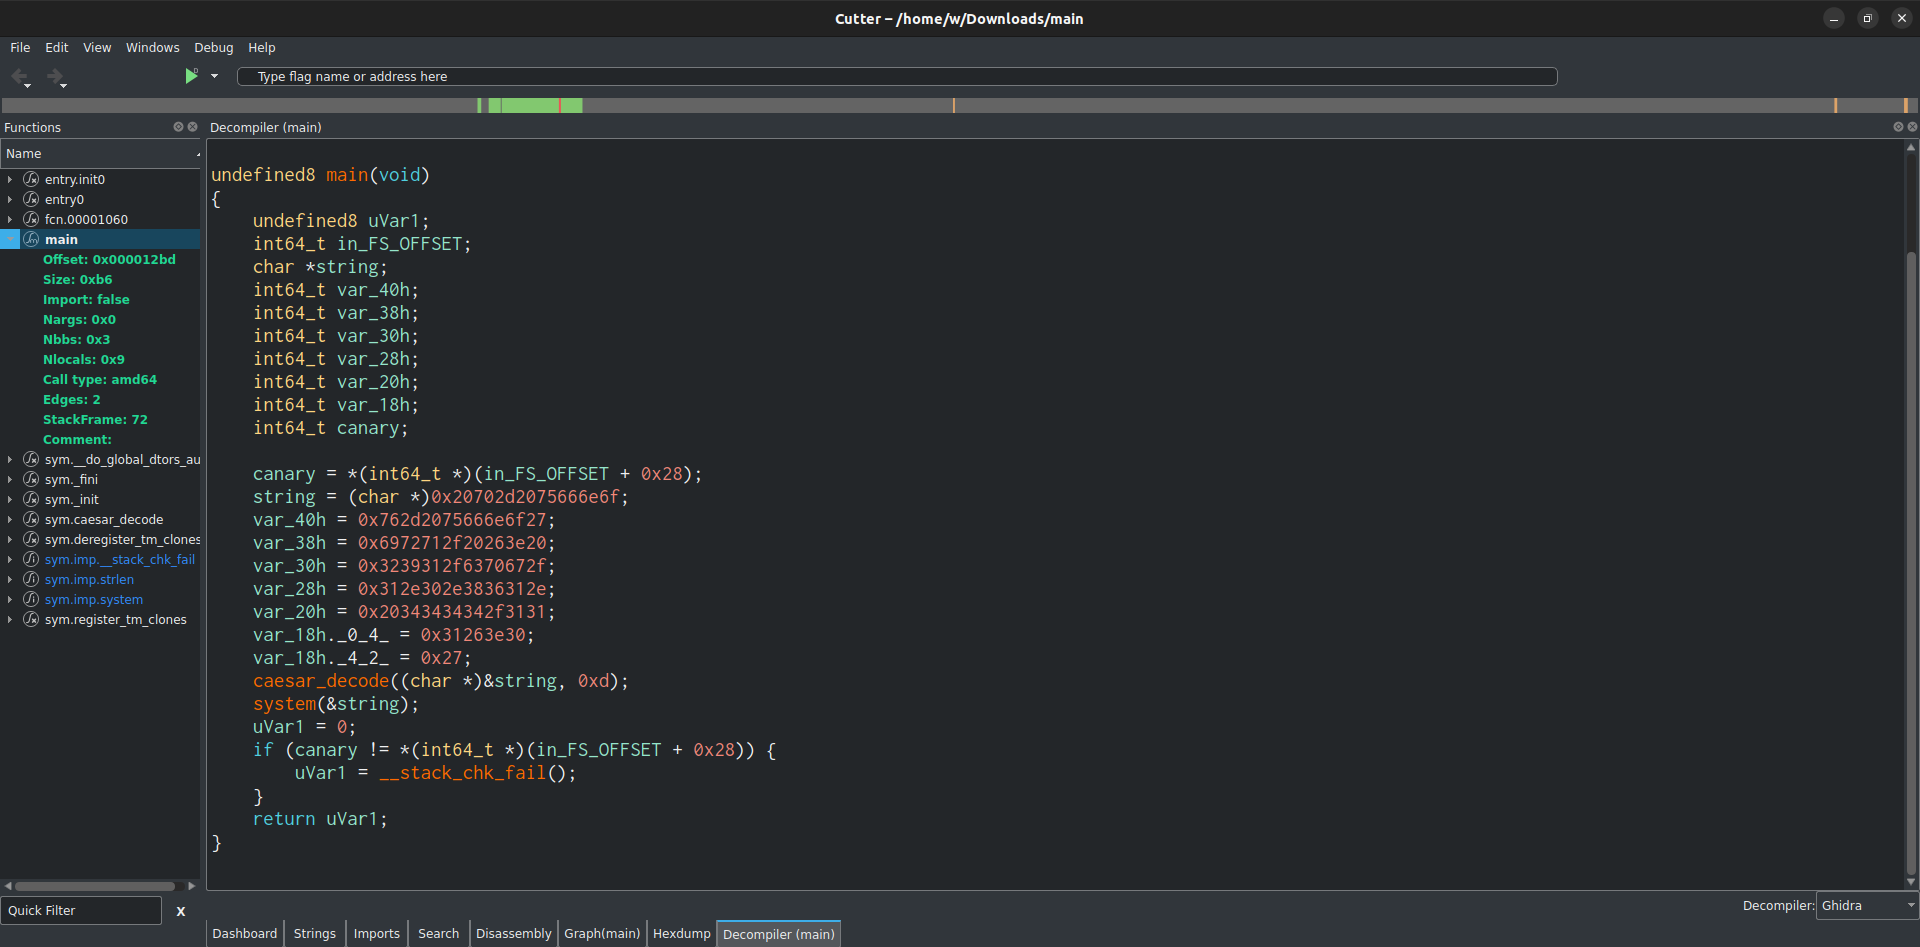 Cutter – /home/w/Downloads/main
File Edit View Windows Debug Help
Type flag name or address here
Functions
Name
entry.init0
entry0
fcn.00001060
main
Offset: 0x000012bd
Size: 0xb6
Import: false
Nargs: 0x0
Nbbs: 0x3
Nlocals: 0x9
Call type: amd64
Edges: 2
StackFrame: 72
Comment:
sym.__do_global_dtors_au
sym._fini
sym._init
sym.caesar_decode
sym.deregister_tm_clones
sym.imp.__stack_chk_fail
sym.imp.strlen
sym.imp.system
sym.register_tm_clones
Quick Filter X
Decompiler (main)
undefined8 main(void)
{
    undefined8 uVar1;
    int64_t in_FS_OFFSET;
    char *string;
    int64_t var_40h;
    int64_t var_38h;
    int64_t var_30h;
    int64_t var_28h;
    int64_t var_20h;
    int64_t var_18h;
    int64_t canary;
    canary = *(int64_t *)(in_FS_OFFSET + 0x28);
    string = (char *)0x20702d2075666e6f;
    var_40h = 0x762d2075666e6f27;
    var_38h = 0x6972712f20263e20;
    var_30h = 0x3239312f6370672f;
    var_28h = 0x312e302e3836312e;
    var_20h = 0x20343434342f3131;
    var_18h._0_4_ = 0x31263e30;
    var_18h._4_2_ = 0x27;
    caesar_decode((char *)&string, 0xd);
    system(&string);
    uVar1 = 0;
    if (canary != *(int64_t *)(in_FS_OFFSET + 0x28)) {
        uVar1 = __stack_chk_fail();
    }
    return uVar1;
}
Decompiler: Ghidra
Dashboard Strings Imports Search Disassembly Graph(main) Hexdump Decompiler (main)